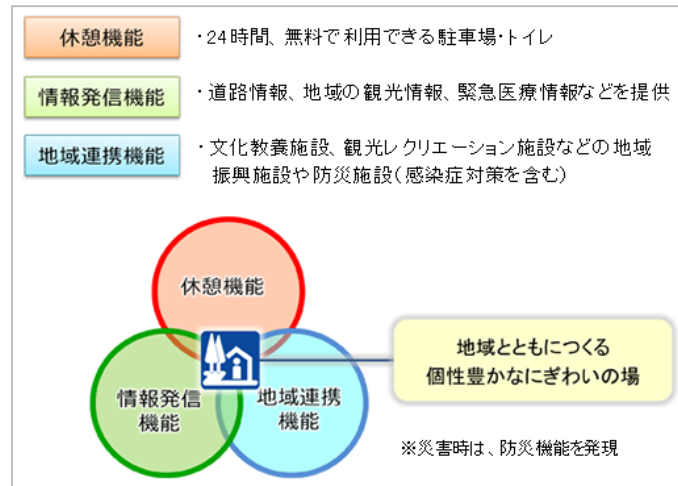 休憩機能
・24時間、無料で利用できる駐車場・トイレ
情報発信機能
・道路情報、地域の観光情報、緊急医療情報などを提供
地域連携機能
・文化教養施設、観光レクリエーション施設などの地域
振興施設や防災施設(感染症対策を含む)
休憩機能
情報発信
機能
地域連携
機能
地域とともにつくる
個性豊かなにぎわいの場
※災害時は、防災機能を発現